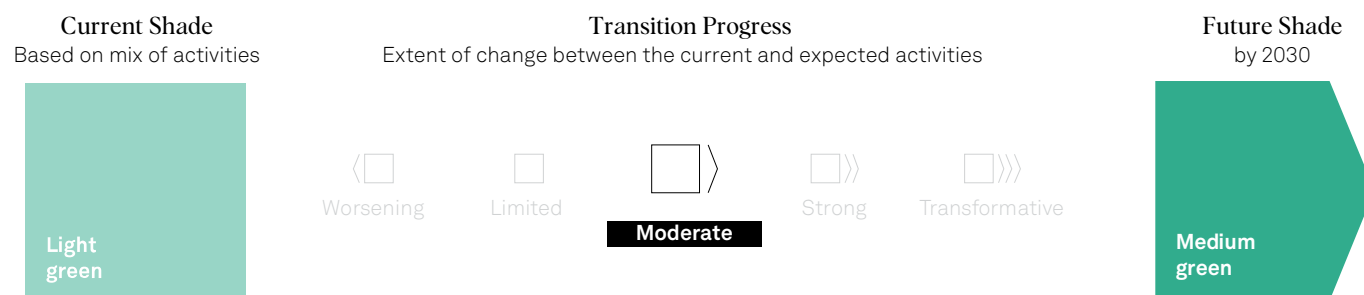 Current Shade
Based on mix of activities
Transition Progress
Extent of change between the current and expected activities
Future Shade
by 2030
Light
green
Worsening
Limited
Moderate
Strong
Transformative
Medium
green